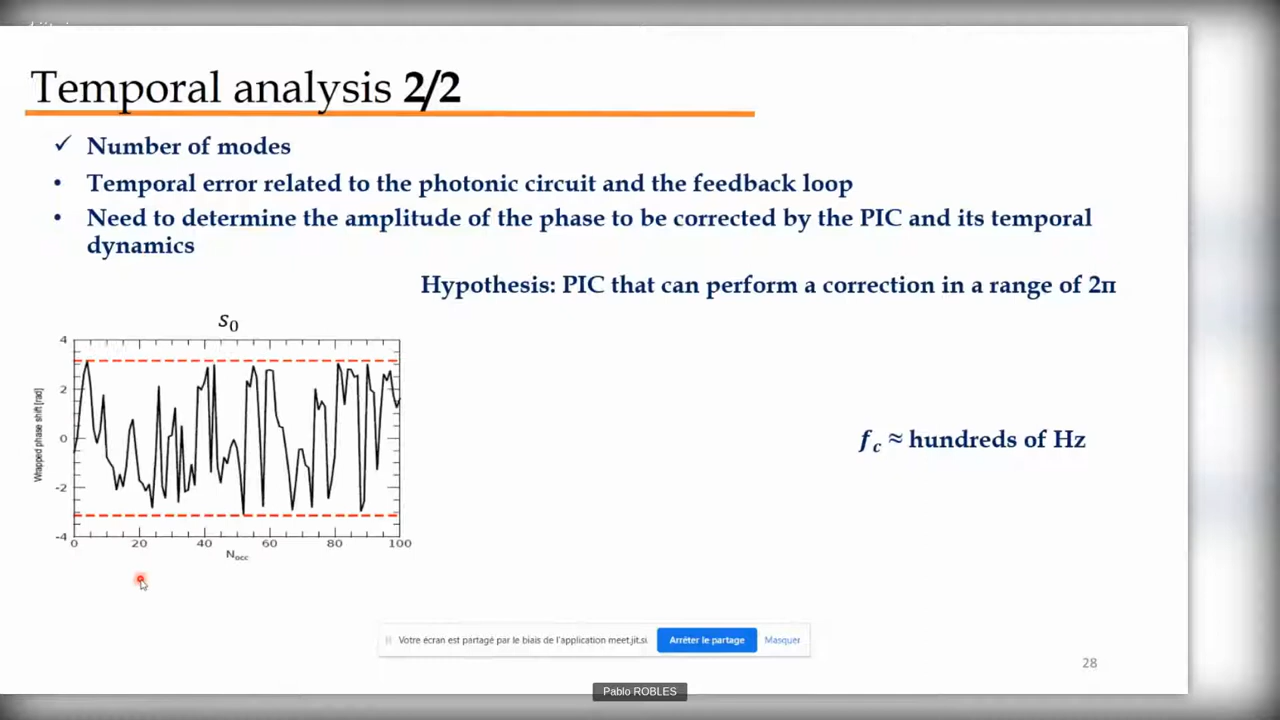 Temporal analysis 2/2
✓ Number of modes
• Temporal error related to the photonic circuit and the feedback loop
• Need to determine the amplitude of the phase to be corrected by the PIC and its temporal
dynamics
Hypothesis: PIC that can perform a correction in a range of 2π
s₀
4
2
0
-2
-4
Wrapped phase shift [rad]
0 20 40 60 80 100
Nocc
f_c ≈ hundreds of Hz
Votre écran est partagé par le biais de l'application meet.jit.si.
Arrêter le partage
Masquer
28
Pablo ROBLES